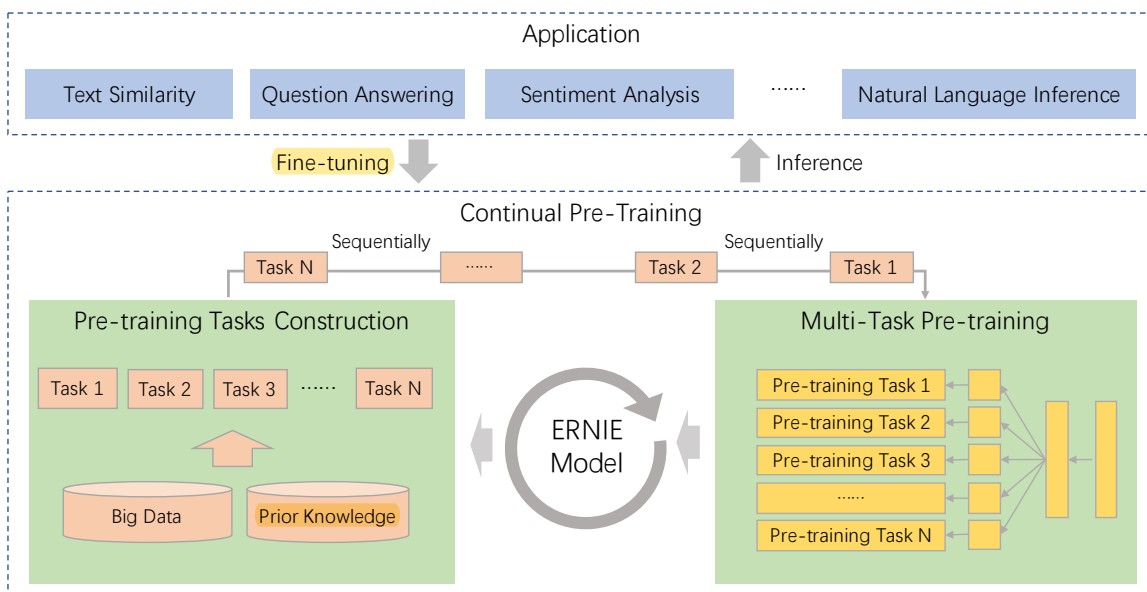 Application
Text Similarity
Question Answering
Sentiment Analysis
······
Natural Language Inference
Fine-tuning
Inference
Continual Pre-Training
Sequentially
Sequentially
Task N
······
Task 2
Task 1
Pre-training Tasks Construction
Task 1
Task 2
Task 3
······
Task N
Big Data
Prior Knowledge
ERNIE
Model
Multi-Task Pre-training
Pre-training Task 1
Pre-training Task 2
Pre-training Task 3
······
Pre-training Task N